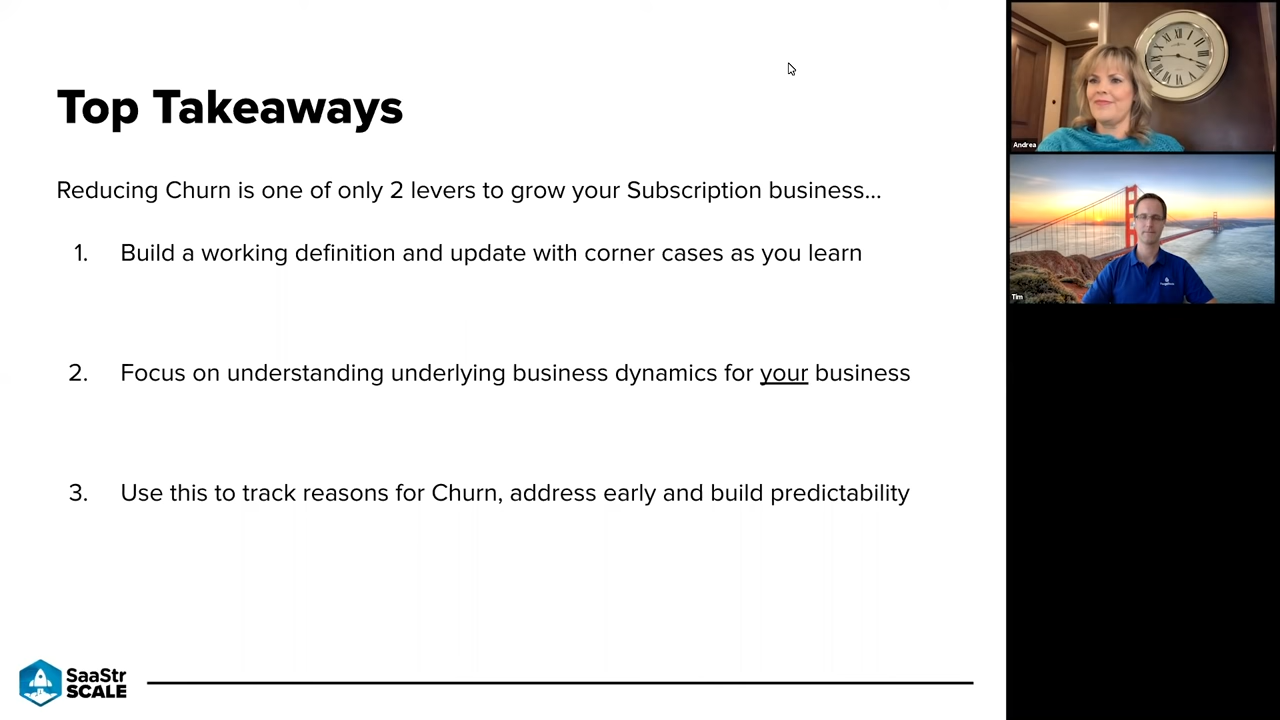 Top Takeaways
Reducing Churn is one of only 2 levers to grow your Subscription business...
1. Build a working definition and update with corner cases as you learn
2. Focus on understanding underlying business dynamics for your business
3. Use this to track reasons for Churn, address early and build predictability
SaaStr
SCALE
Andrea
Tim